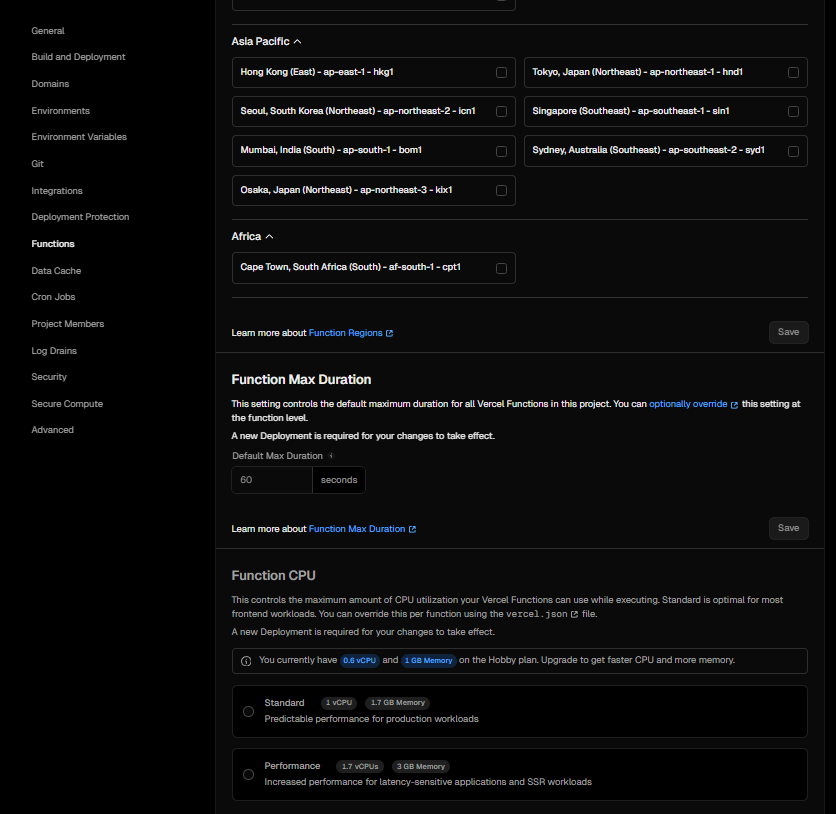 General
Build and Deployment
Domains
Environments
Environment Variables
Git
Integrations
Deployment Protection
Functions
Data Cache
Cron Jobs
Project Members
Log Drains
Security
Secure Compute
Advanced
Asia Pacific
Hong Kong (East) - ap-east-1 - hkg1
Tokyo, Japan (Northeast) - ap-northeast-1 - hnd1
Seoul, South Korea (Northeast) - ap-northeast-2 - icn1
Singapore (Southeast) - ap-southeast-1 - sin1
Mumbai, India (South) - ap-south-1 - bom1
Sydney, Australia (Southeast) - ap-southeast-2 - syd1
Osaka, Japan (Northeast) - ap-northeast-3 - kix1
Africa
Cape Town, South Africa (South) - af-south-1 - cpt1
Learn more about Function Regions
Save
Function Max Duration
This setting controls the default maximum duration for all Vercel Functions in this project. You can optionally override this setting at
the function level.
A new Deployment is required for your changes to take effect.
Default Max Duration
60 seconds
Learn more about Function Max Duration
Save
Function CPU
This controls the maximum amount of CPU utilization your Vercel Functions can use while executing. Standard is optimal for most
frontend workloads. You can override this per function using the vercel.json file.
A new Deployment is required for your changes to take effect.
You currently have 0.6 vCPU and 1 GB Memory on the Hobby plan. Upgrade to get faster CPU and more memory.
Standard 1 vCPU 1.7 GB Memory
Predictable performance for production workloads
Performance 1.7 vCPUs 3 GB Memory
Increased performance for latency-sensitive applications and SSR workloads